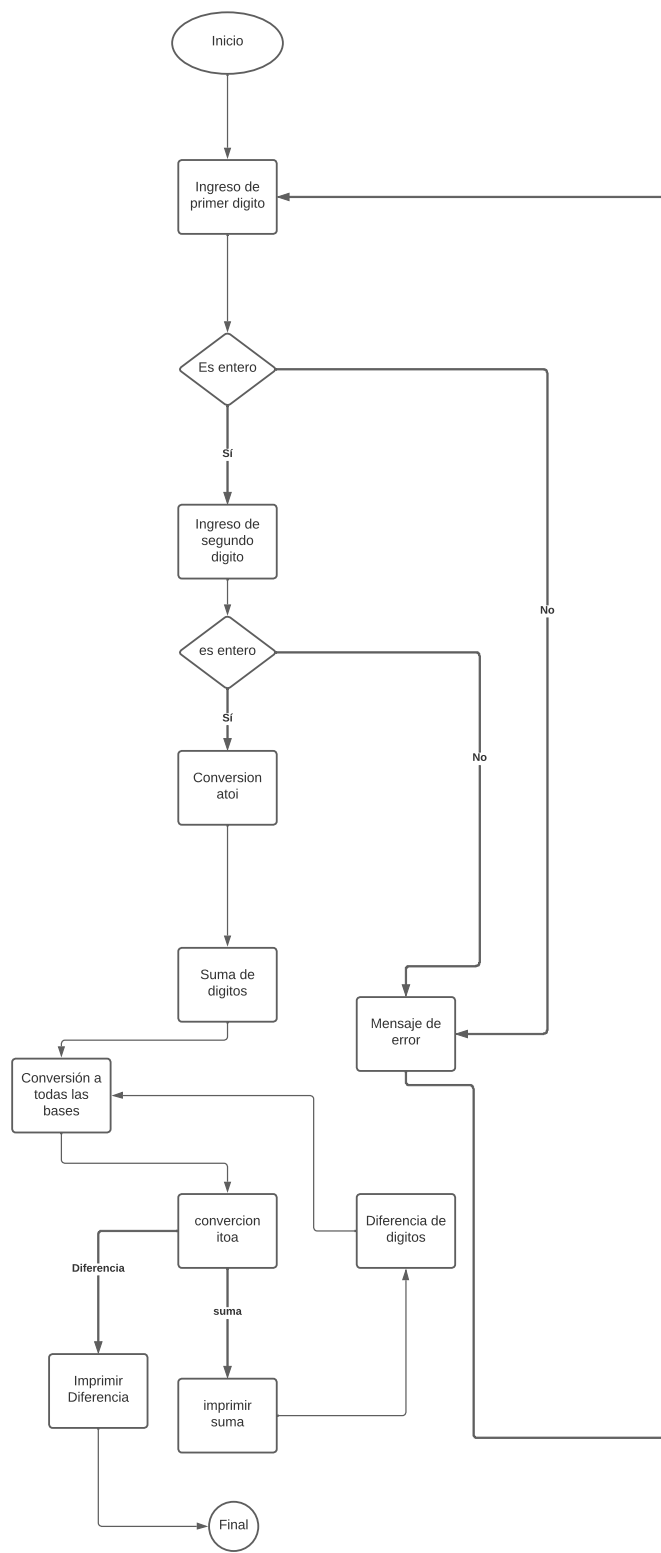 Inicio
Ingreso de
primer digito
Es entero
Sí
Ingreso de
segundo
digito
No
es entero
Sí
No
Conversion
atoi
Suma de
digitos
Mensaje de
error
Conversión a
todas las
bases
convercion
itoa
Diferencia de
digitos
Diferencia
suma
Imprimir
Diferencia
imprimir
suma
Final